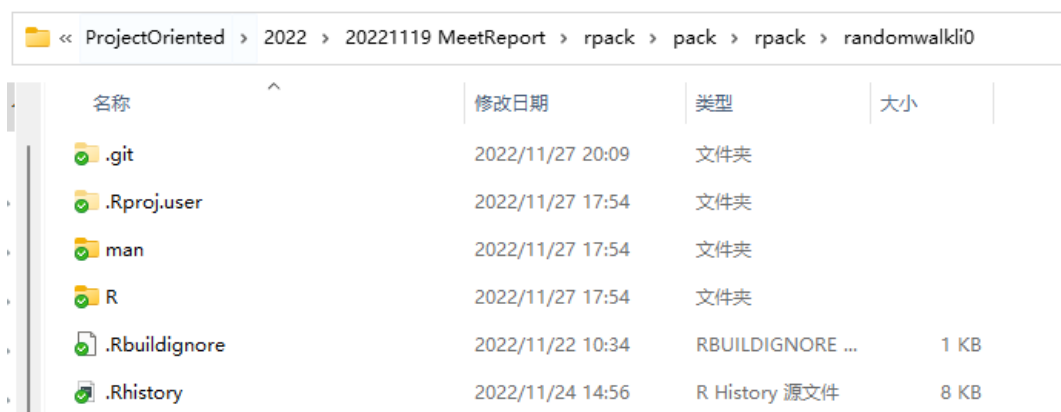 « ProjectOriented > 2022 > 20221119 MeetReport > rpack > pack > rpack > randomwalkli0
名称 修改日期 类型 大小
.git 2022/11/27 20:09 文件夹
.Rproj.user 2022/11/27 17:54 文件夹
man 2022/11/27 17:54 文件夹
R 2022/11/27 17:54 文件夹
.Rbuildignore 2022/11/22 10:34 RBUILDIGNORE ... 1 KB
.Rhistory 2022/11/24 14:56 R History 源文件 8 KB